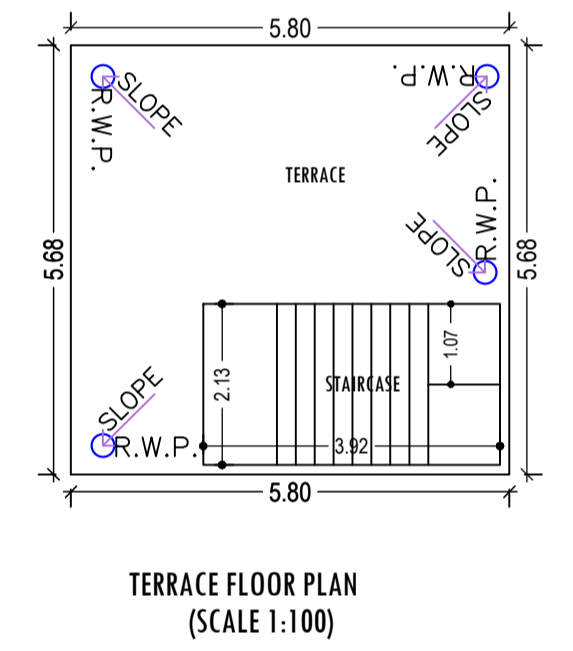 5.80
SLOPE
R.W.P.
R.W.P.
SLOPE
TERRACE
R.W.P.
SLOPE
5.68
5.68
1.07
2.13
STAIRCASE
SLOPE
R.W.P.
3.92
5.80
TERRACE FLOOR PLAN
(SCALE 1:100)